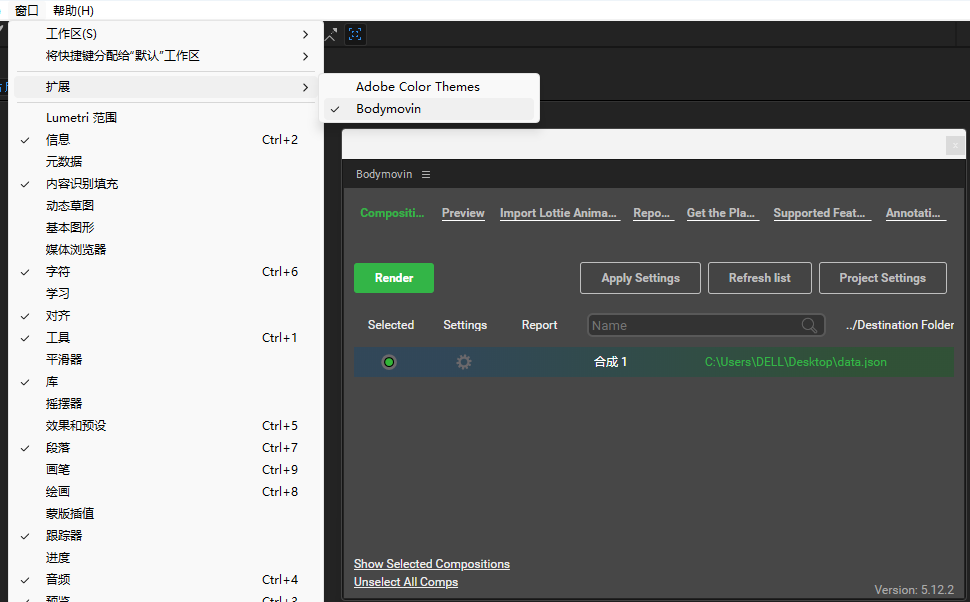 窗口 帮助(H)
工作区(S)
将快捷键分配给“默认”工作区
扩展
Adobe Color Themes
Bodymovin
Lumetri 范围
信息 Ctrl+2
元数据
内容识别填充
动态草图
基本图形
媒体浏览器
字符 Ctrl+6
学习
对齐
工具 Ctrl+1
平滑器
库
摇摆器
效果和预设 Ctrl+5
段落 Ctrl+7
画笔 Ctrl+9
绘画 Ctrl+8
蒙版插值
跟踪器
进度
音频 Ctrl+4
预览 Ctrl+3
Bodymovin
Compositi... Preview Import Lottie Anima... Repo... Get the Pla... Supported Feat... Annotati...
Render Apply Settings Refresh list Project Settings
Selected Settings Report Name ../Destination Folder
合成 1 C:\Users\DELL\Desktop\data.json
Show Selected Compositions
Unselect All Comps
Version: 5.12.2